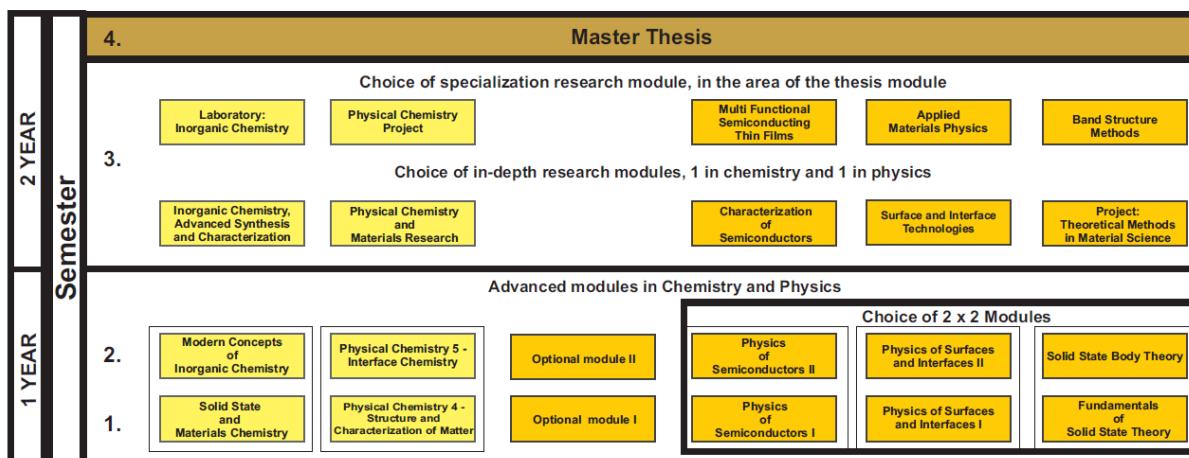 4.
Master Thesis
2 YEAR
Semester
3.
Choice of specialization research module, in the area of the thesis module
Laboratory:
Inorganic Chemistry
Physical Chemistry
Project
Multi Functional
Semiconducting
Thin Films
Applied
Materials Physics
Band Structure
Methods
Choice of in-depth research modules, 1 in chemistry and 1 in physics
Inorganic Chemistry,
Advanced Synthesis
and Characterization
Physical Chemistry
and
Materials Research
Characterization
of
Semiconductors
Surface and Interface
Technologies
Project:
Theoretical Methods
in Material Science
1 YEAR
Advanced modules in Chemistry and Physics
Choice of 2 x 2 Modules
2.
Modern Concepts
of
Inorganic Chemistry
Physical Chemistry 5 -
Interface Chemistry
Optional module II
Physics
of
Semiconductors II
Physics of Surfaces
and Interfaces II
Solid State Body Theory
1.
Solid State
and
Materials Chemistry
Physical Chemistry 4 -
Structure and
Characterization of Matter
Optional module I
Physics
of
Semiconductors I
Physics of Surfaces
and Interfaces I
Fundamentals
of
Solid State Theory